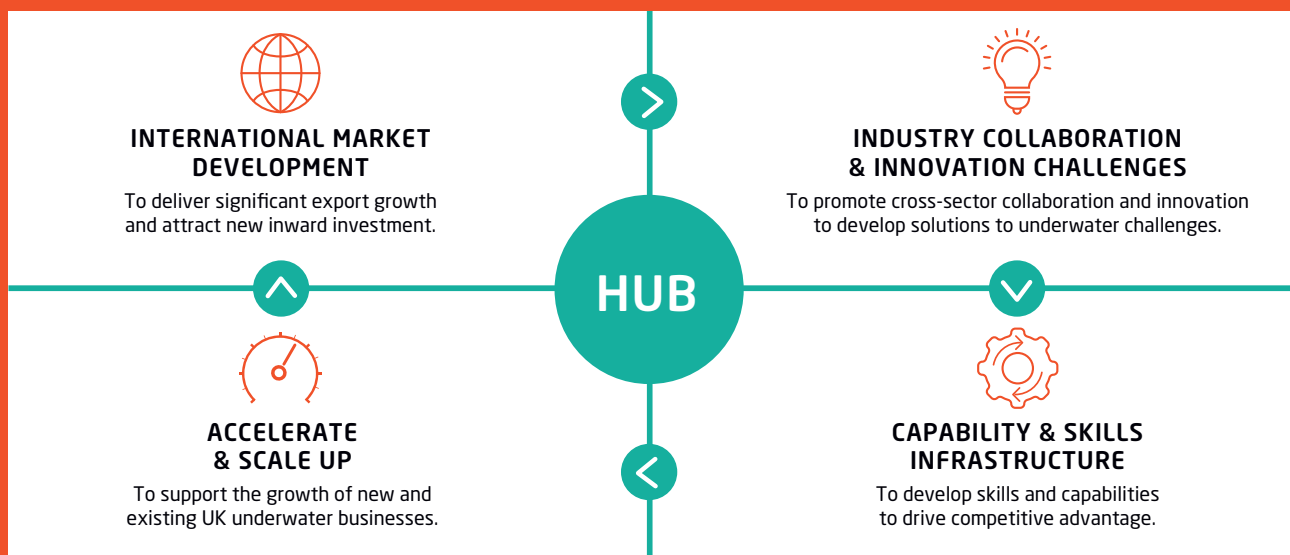 INTERNATIONAL MARKET
DEVELOPMENT
To deliver significant export growth
and attract new inward investment.
INDUSTRY COLLABORATION
& INNOVATION CHALLENGES
To promote cross-sector collaboration and innovation
to develop solutions to underwater challenges.
HUB
ACCELERATE
& SCALE UP
To support the growth of new and
existing UK underwater businesses.
CAPABILITY & SKILLS
INFRASTRUCTURE
To develop skills and capabilities
to drive competitive advantage.